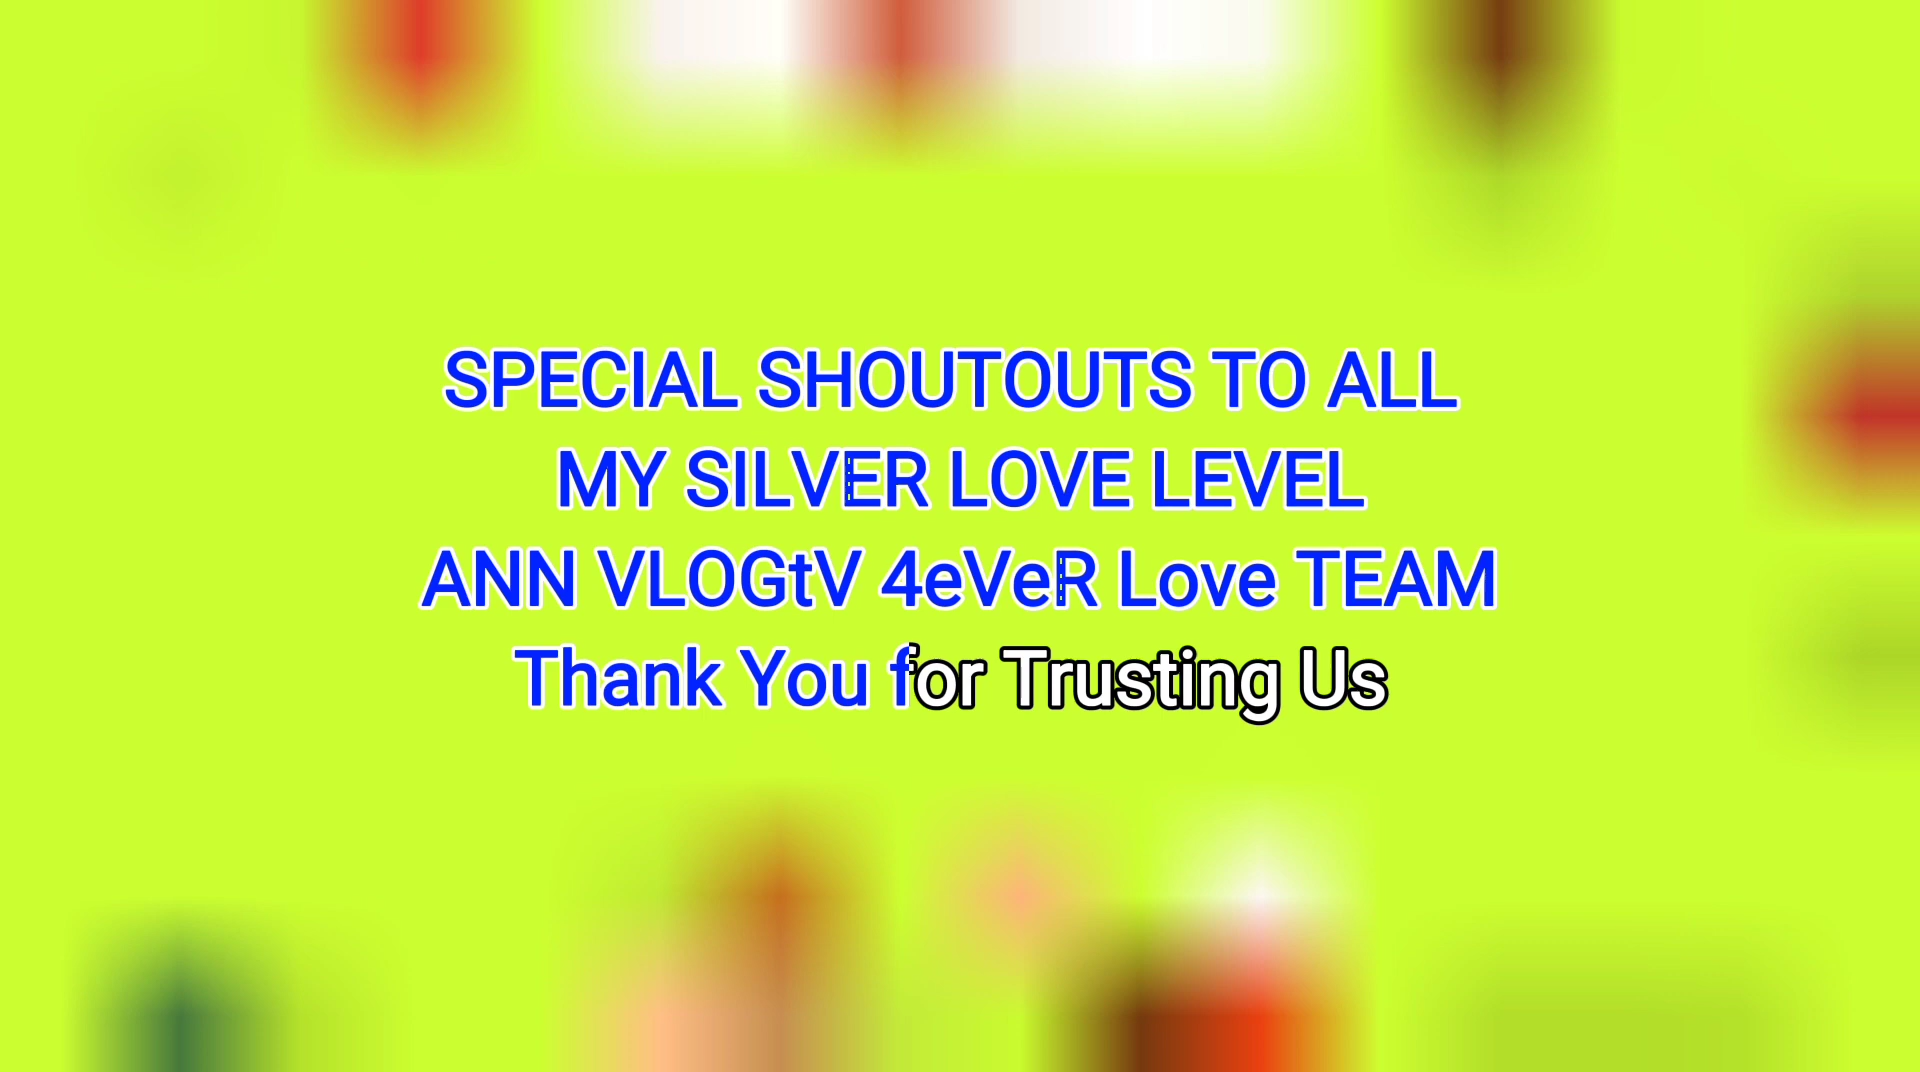 SPECIAL SHOUTOUTS TO ALL
MY SILVER LOVE LEVEL
ANN VLOGtV 4eVeR Love TEAM
Thank You for Trusting Us